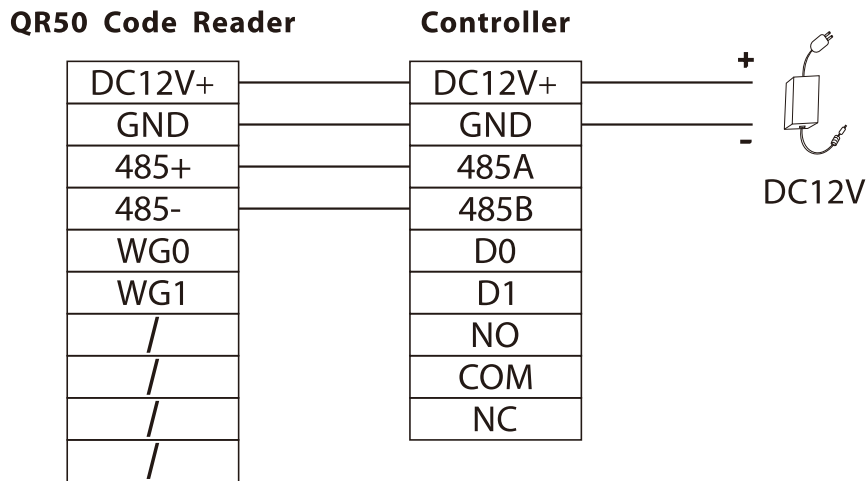 QR50 Code Reader
DC12V+
GND
485+
485-
WG0
WG1
/
/
/
/
Controller
DC12V+
GND
485A
485B
D0
D1
NO
COM
NC
+
-
DC12V